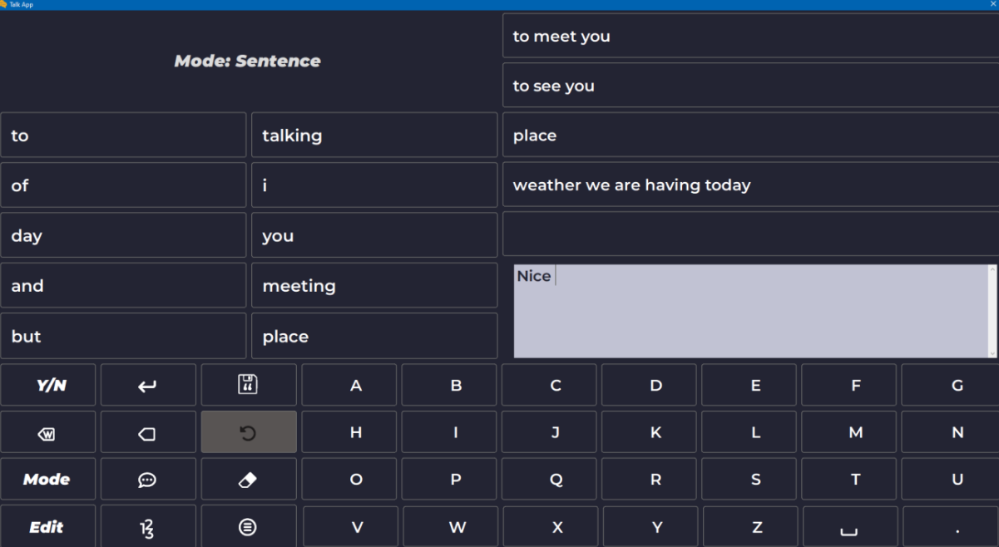 Talk App
Mode: Sentence
to meet you
to see you
to
talking
place
of
i
weather we are having today
day
you
and
meeting
Nice
but
place
Y/N
A
B
C
D
E
F
G
W
H
I
J
K
L
M
N
Mode
O
P
Q
R
S
T
U
Edit
123
V
W
X
Y
Z
.